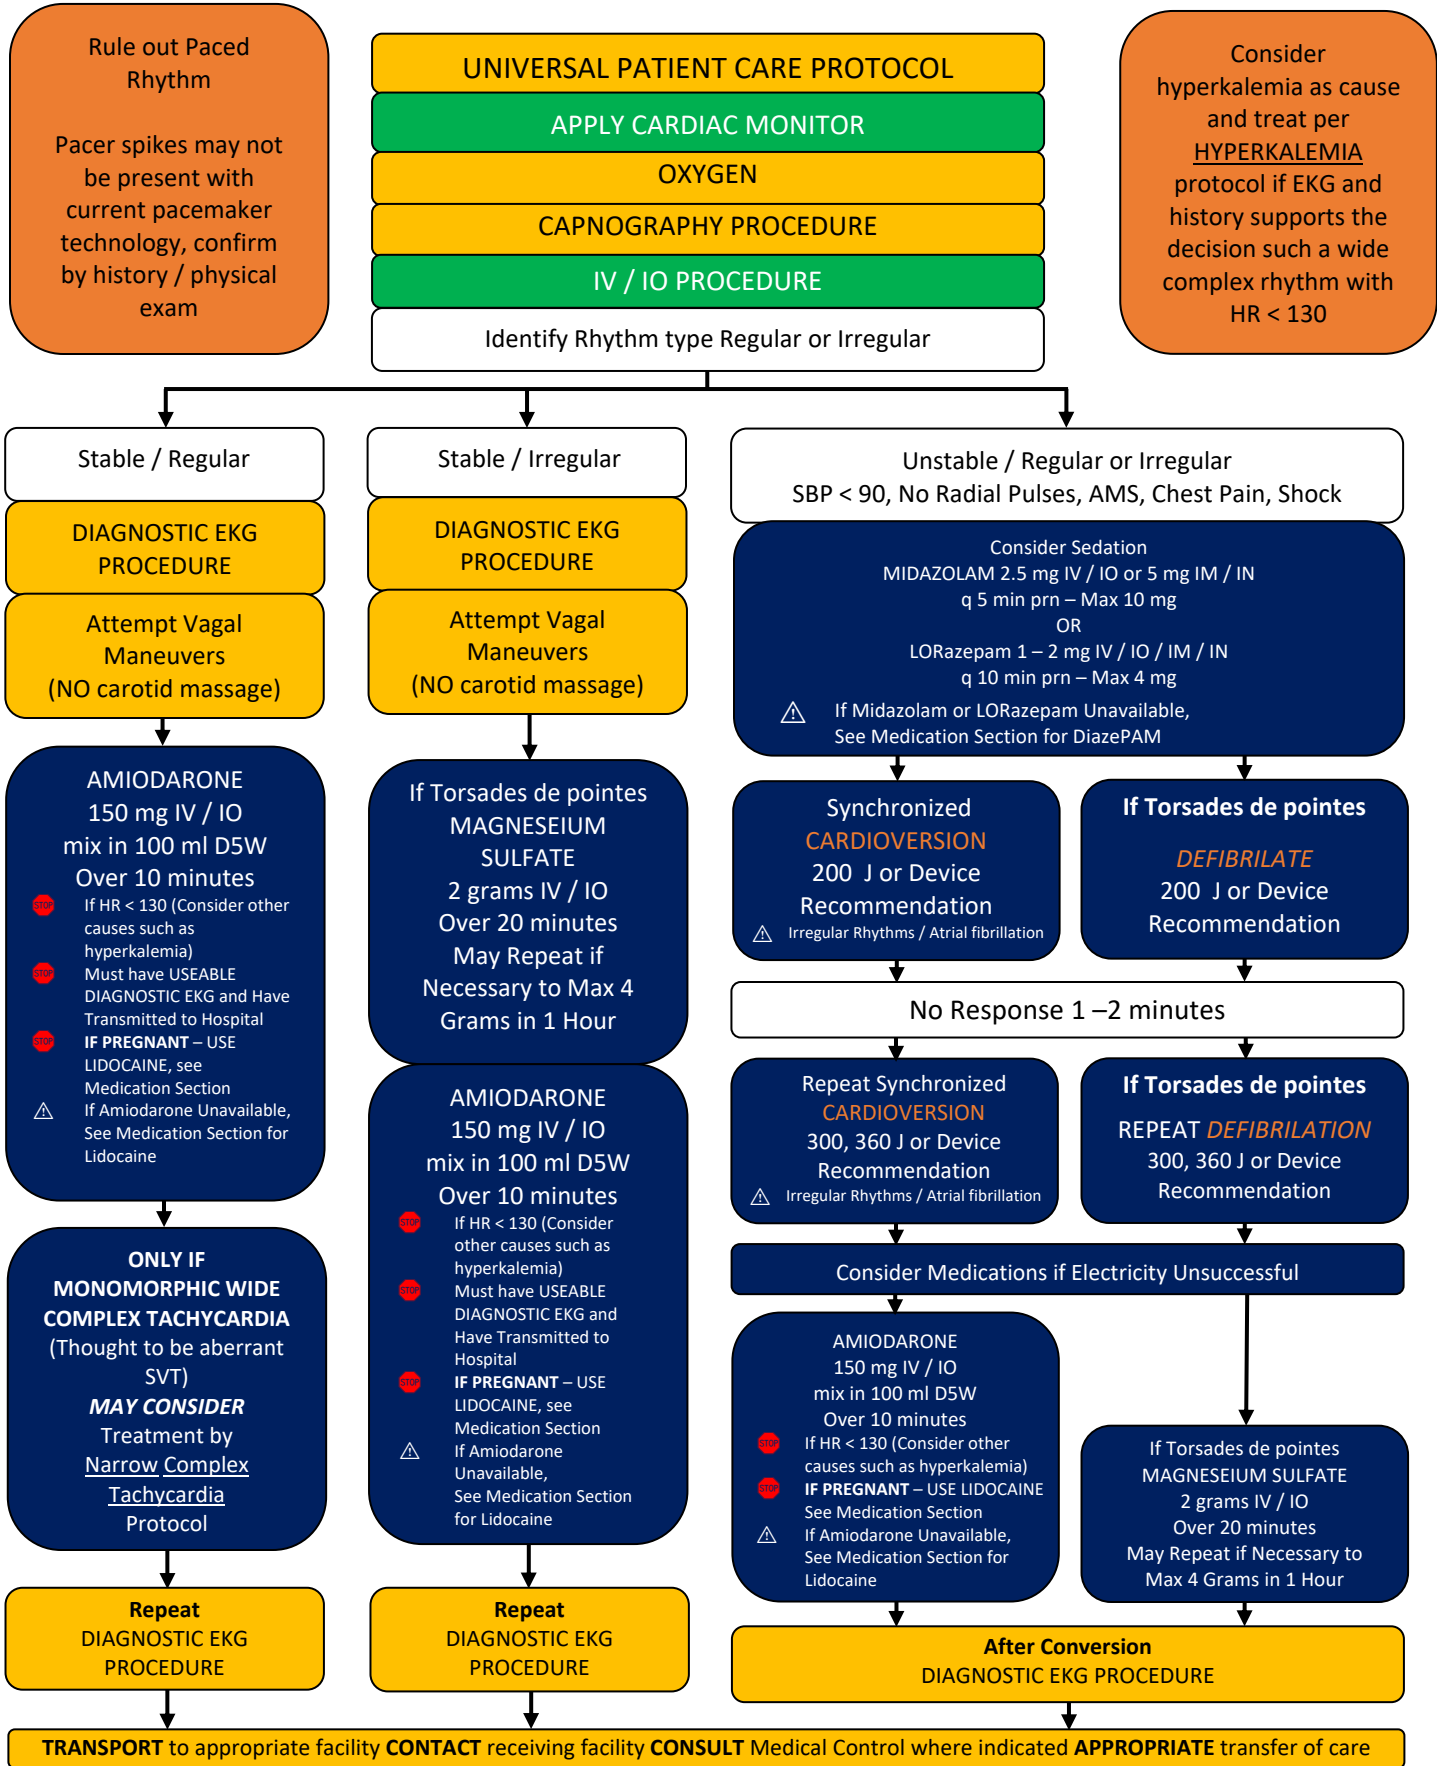 Rule out Paced
Rhythm
Pacer spikes may not
be present with
current pacemaker
technology, confirm
by history / physical
exam
UNIVERSAL PATIENT CARE PROTOCOL
APPLY CARDIAC MONITOR
OXYGEN
CAPNOGRAPHY PROCEDURE
IV / IO PROCEDURE
Identify Rhythm type Regular or Irregular
Consider
hyperkalemia as cause
and treat per
HYPERKALEMIA
protocol if EKG and
history supports the
decision such a wide
complex rhythm with
HR < 130
Stable / Regular
DIAGNOSTIC EKG
PROCEDURE
Attempt Vagal
Maneuvers
(NO carotid massage)
AMIODARONE
150 mg IV / IO
mix in 100 ml D5W
Over 10 minutes
STOP If HR < 130 (Consider other
causes such as
hyperkalemia)
STOP Must have USEABLE
DIAGNOSTIC EKG and Have
Transmitted to Hospital
STOP IF PREGNANT – USE
LIDOCAINE, see
Medication Section
⚠ If Amiodarone Unavailable,
See Medication Section for
Lidocaine
ONLY IF
MONOMORPHIC WIDE
COMPLEX TACHYCARDIA
(Thought to be aberrant
SVT)
MAY CONSIDER
Treatment by
Narrow Complex
Tachycardia
Protocol
Repeat
DIAGNOSTIC EKG
PROCEDURE
Stable / Irregular
DIAGNOSTIC EKG
PROCEDURE
Attempt Vagal
Maneuvers
(NO carotid massage)
If Torsades de pointes
MAGNESEIUM
SULFATE
2 grams IV / IO
Over 20 minutes
May Repeat if
Necessary to Max 4
Grams in 1 Hour
AMIODARONE
150 mg IV / IO
mix in 100 ml D5W
Over 10 minutes
STOP If HR < 130 (Consider
other causes such as
hyperkalemia)
STOP Must have USEABLE
DIAGNOSTIC EKG and
Have Transmitted to
Hospital
STOP IF PREGNANT – USE
LIDOCAINE, see
Medication Section
⚠ If Amiodarone
Unavailable,
See Medication Section
for Lidocaine
Repeat
DIAGNOSTIC EKG
PROCEDURE
Unstable / Regular or Irregular
SBP < 90, No Radial Pulses, AMS, Chest Pain, Shock
Consider Sedation
MIDAZOLAM 2.5 mg IV / IO or 5 mg IM / IN
q 5 min prn – Max 10 mg
OR
LORazepam 1 – 2 mg IV / IO / IM / IN
q 10 min prn – Max 4 mg
⚠ If Midazolam or LORazepam Unavailable,
See Medication Section for DiazePAM
Synchronized
CARDIOVERSION
200 J or Device
Recommendation
⚠ Irregular Rhythms / Atrial fibrillation
If Torsades de pointes
DEFIBRILATE
200 J or Device
Recommendation
No Response 1 –2 minutes
Repeat Synchronized
CARDIOVERSION
300, 360 J or Device
Recommendation
⚠ Irregular Rhythms / Atrial fibrillation
If Torsades de pointes
REPEAT DEFIBRILATION
300, 360 J or Device
Recommendation
Consider Medications if Electricity Unsuccessful
AMIODARONE
150 mg IV / IO
mix in 100 ml D5W
Over 10 minutes
STOP If HR < 130 (Consider other
causes such as hyperkalemia)
STOP IF PREGNANT – USE LIDOCAINE
See Medication Section
⚠ If Amiodarone Unavailable,
See Medication Section for
Lidocaine
If Torsades de pointes
MAGNESEIUM SULFATE
2 grams IV / IO
Over 20 minutes
May Repeat if Necessary to
Max 4 Grams in 1 Hour
After Conversion
DIAGNOSTIC EKG PROCEDURE
TRANSPORT to appropriate facility CONTACT receiving facility CONSULT Medical Control where indicated APPROPRIATE transfer of care